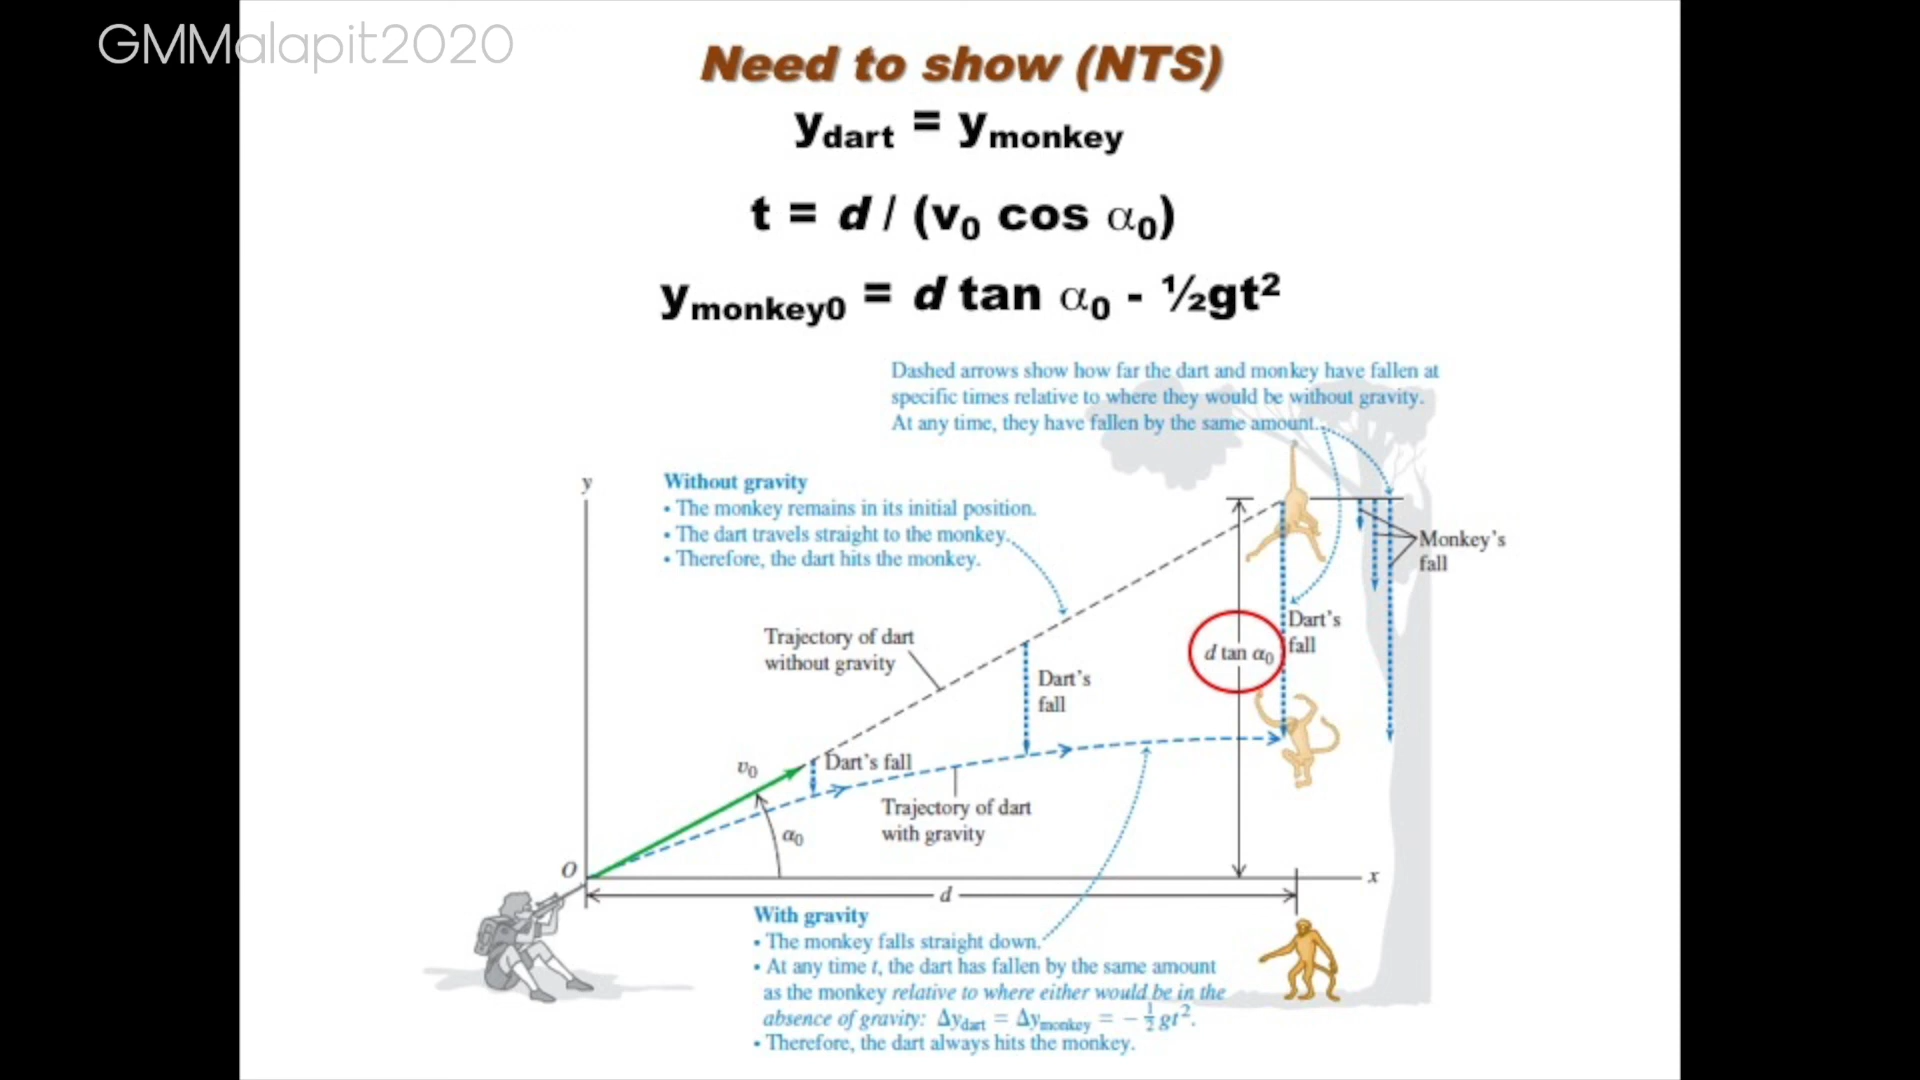 GMMalapit2020
Need to show (NTS)
y_dart = y_monkey
t = d / (v₀ cos α₀)
y_monkey0 = d tan α₀ - ½gt²
Dashed arrows show how far the dart and monkey have fallen at
specific times relative to where they would be without gravity.
At any time, they have fallen by the same amount.
y
Without gravity
• The monkey remains in its initial position.
• The dart travels straight to the monkey.
• Therefore, the dart hits the monkey.
Monkey's
fall
Trajectory of dart
without gravity
Dart's
fall
d tan α₀
Dart's
fall
v₀
Dart's fall
Trajectory of dart
with gravity
α₀
O
x
d
With gravity
• The monkey falls straight down.
• At any time t, the dart has fallen by the same amount
as the monkey relative to where either would be in the
absence of gravity: Δy_dart = Δy_monkey = −½gt².
• Therefore, the dart always hits the monkey.